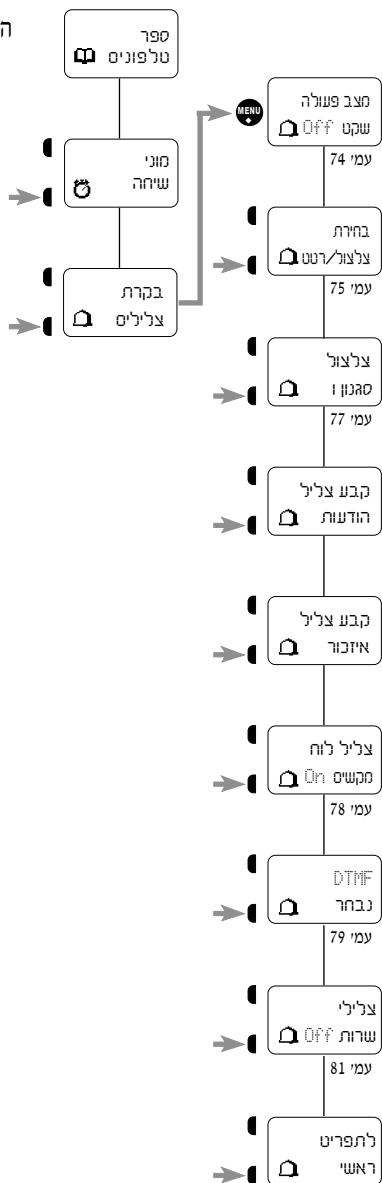 ה
ספר
טלפונים
מוני
שיחה
בקרת
צלילים
MENU
מצב פעולה
שקט Off
עמ׳ 74
בחירת
צלצול/רטט
עמ׳ 75
צלצול
סגנון 1
עמ׳ 77
קבע צליל
הודעות
קבע צליל
איזכור
צליל לוח
מקשים On
עמ׳ 78
DTMF
נבחר
עמ׳ 79
צלילי
שרות Off
עמ׳ 81
לתפריט
ראשי